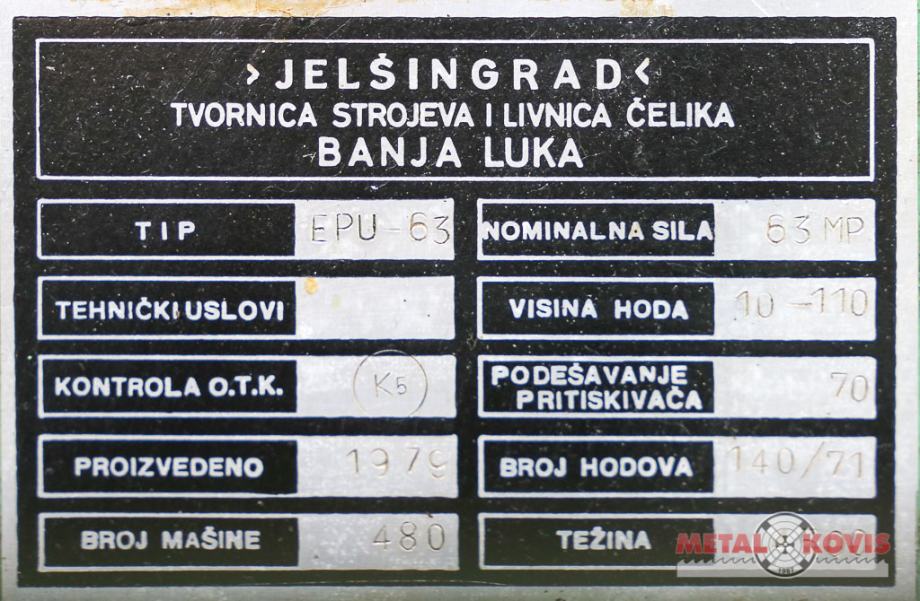 ›JELŠINGRAD‹
TVORNICA STROJEVA I LIVNICA ČELIKA
BANJA LUKA
TIP EPU-63
NOMINALNA SILA 63 MP
TEHNIČKI USLOVI
VISINA HODA 10-110
KONTROLA O.T.K. K5
PODEŠAVANJE
PRITISKIVAČA 70
PROIZVEDENO 1979
BROJ HODOVA 140/71
BROJ MAŠINE 480
TEŽINA
METAL KOVIS